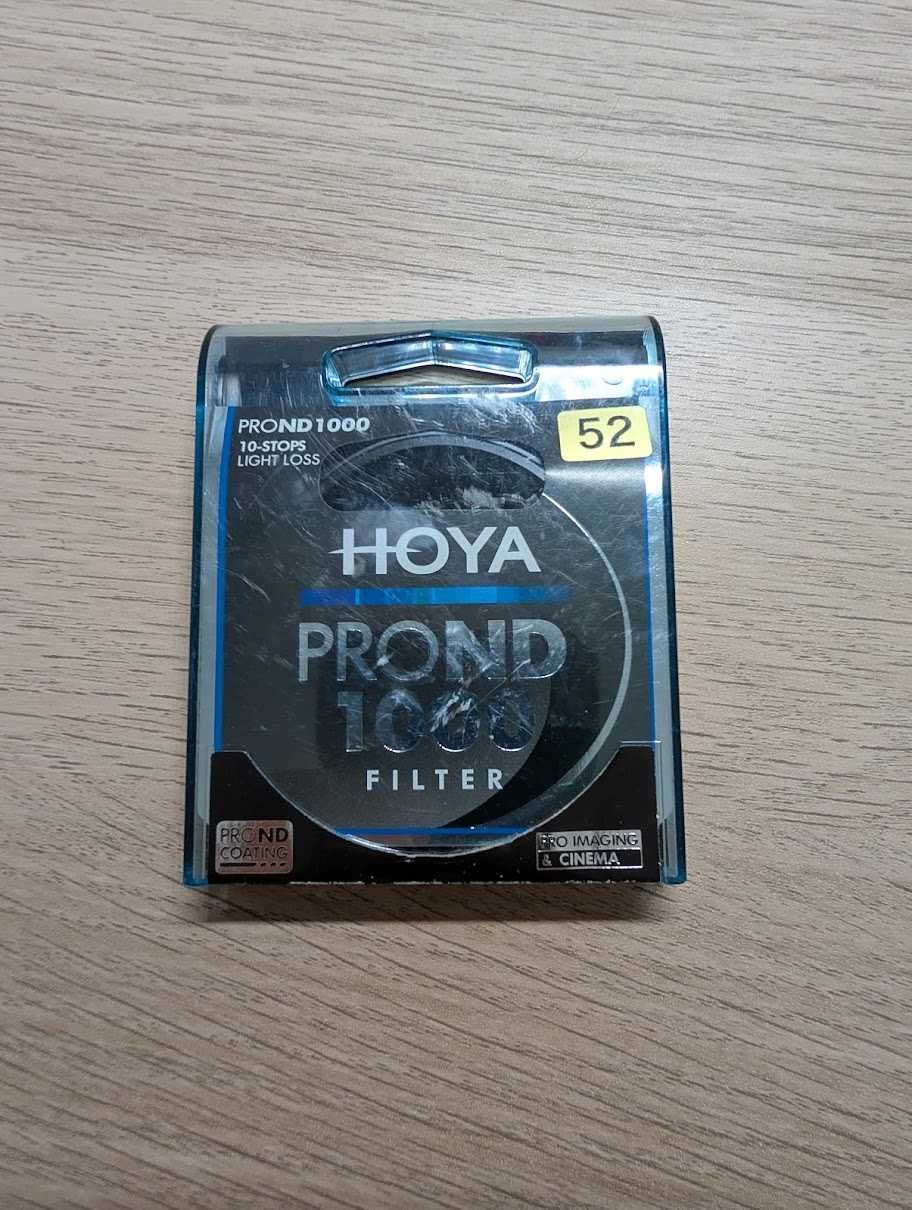 PROND1000
10-STOPS
LIGHT LOSS
52
HOYA
PROND
1000
FILTER
PROND
COATING
PRO IMAGING
& CINEMA